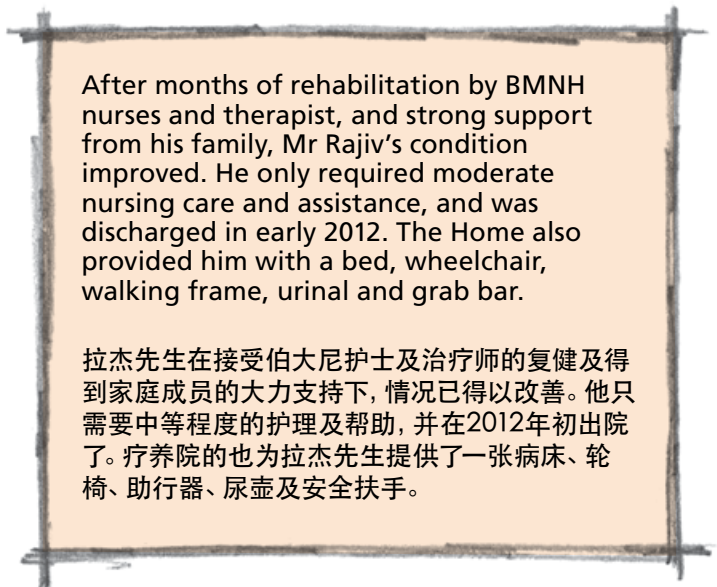 After months of rehabilitation by BMNH
nurses and therapist, and strong support
from his family, Mr Rajiv’s condition
improved. He only required moderate
nursing care and assistance, and was
discharged in early 2012. The Home also
provided him with a bed, wheelchair,
walking frame, urinal and grab bar.
拉杰先生在接受伯大尼护士及治疗师的复健及得
到家庭成员的大力支持下, 情况已得以改善。他只
需要中等程度的护理及帮助, 并在2012年初出院
了。疗养院的也为拉杰先生提供了一张病床、轮
椅、助行器、尿壶及安全扶手。